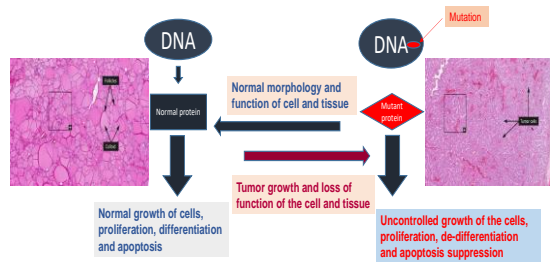 DNA
DNA
Mutation
Normal protein
Mutant
protein
Normal morphology and
function of cell and tissue
Tumor growth and loss of
function of the cell and tissue
Normal growth of cells,
proliferation, differentiation
and apoptosis
Uncontrolled growth of the cells,
proliferation, de-differentiation
and apoptosis suppression
Follicles
Colloid
Tumor cells